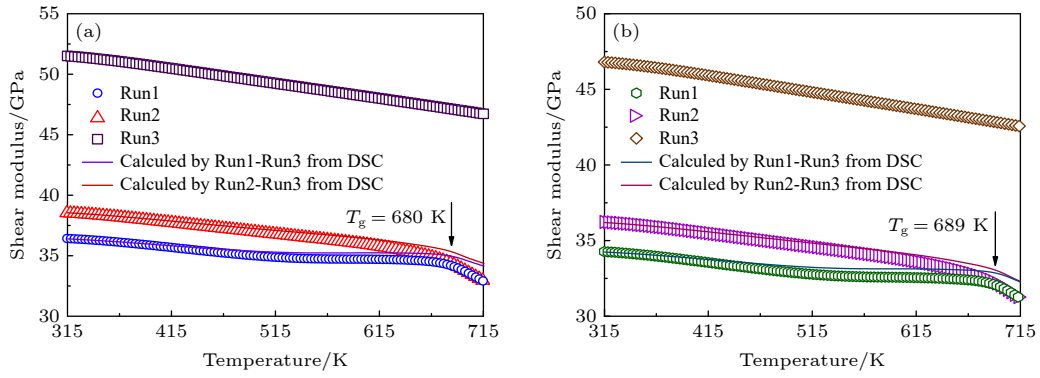 (a)
55
50
45
40
35
30
Shear modulus/GPa
Run1
Run2
Run3
Calculed by Run1-Run3 from DSC
Calculed by Run2-Run3 from DSC
Tg = 680 K
315 415 515 615 715
Temperature/K
(b)
50
45
40
35
30
Shear modulus/GPa
Run1
Run2
Run3
Calculed by Run1-Run3 from DSC
Calculed by Run2-Run3 from DSC
Tg = 689 K
315 415 515 615 715
Temperature/K